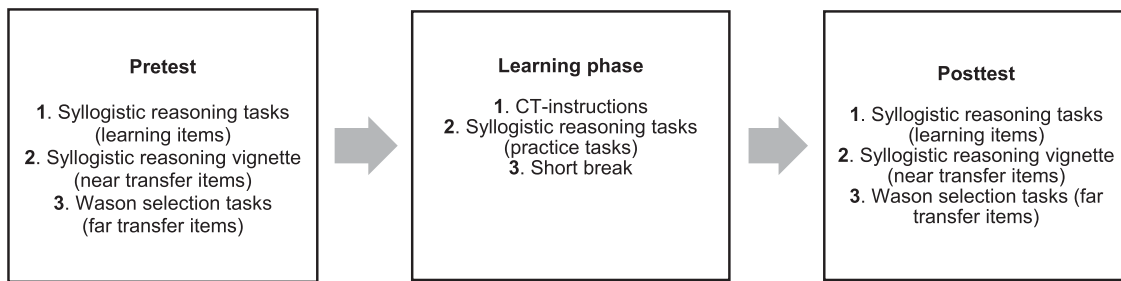 Pretest
1. Syllogistic reasoning tasks
(learning items)
2. Syllogistic reasoning vignette
(near transfer items)
3. Wason selection tasks
(far transfer items)
Learning phase
1. CT-instructions
2. Syllogistic reasoning tasks
(practice tasks)
3. Short break
Posttest
1. Syllogistic reasoning tasks
(learning items)
2. Syllogistic reasoning vignette
(near transfer items)
3. Wason selection tasks (far
transfer items)